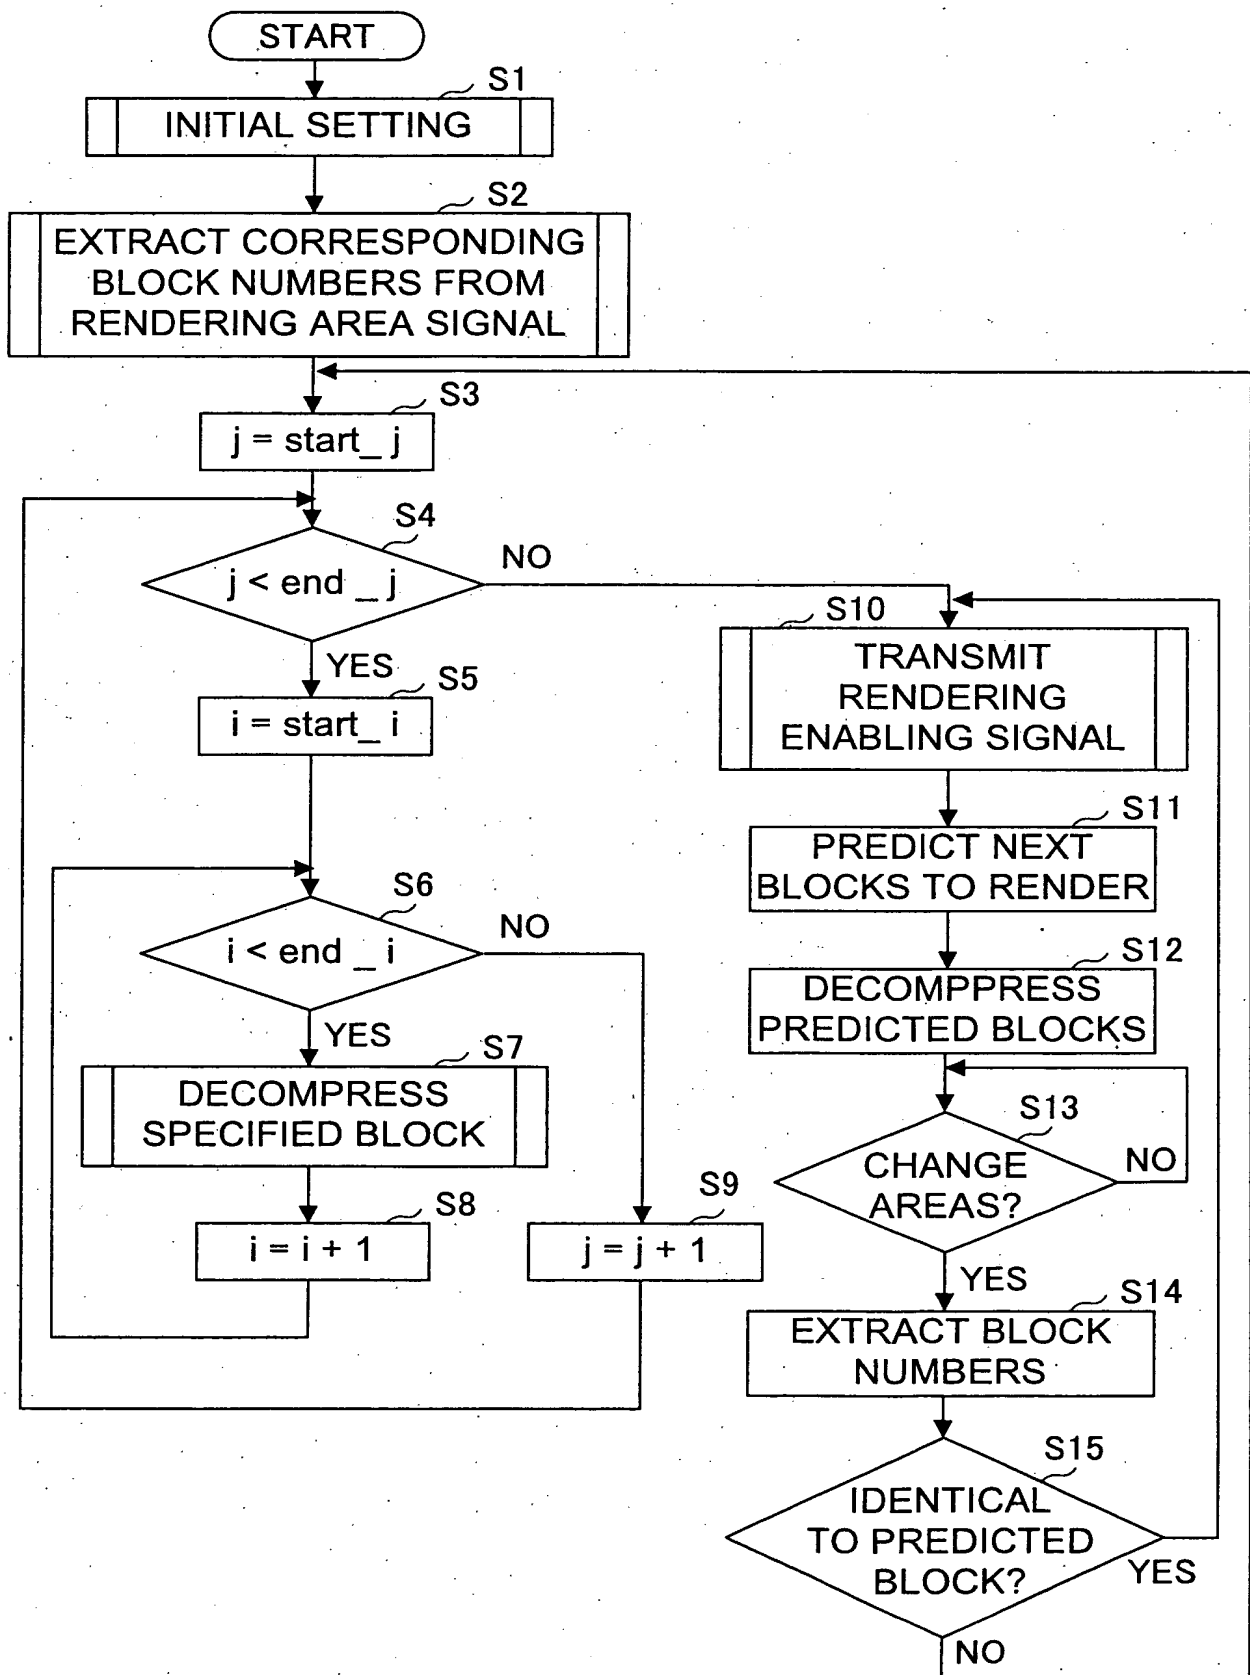 START
S1
INITIAL SETTING
S2
EXTRACT CORRESPONDING
BLOCK NUMBERS FROM
RENDERING AREA SIGNAL
S3
j = start_ j
S4
j < end _ j
NO
YES
S5
i = start_ i
S6
i < end _ i
NO
YES
S7
DECOMPRESS
SPECIFIED BLOCK
S8
i = i + 1
S9
j = j + 1
S10
TRANSMIT
RENDERING
ENABLING SIGNAL
S11
PREDICT NEXT
BLOCKS TO RENDER
S12
DECOMPPRESS
PREDICTED BLOCKS
S13
CHANGE
AREAS?
NO
YES
S14
EXTRACT BLOCK
NUMBERS
S15
IDENTICAL
TO PREDICTED
BLOCK?
YES
NO